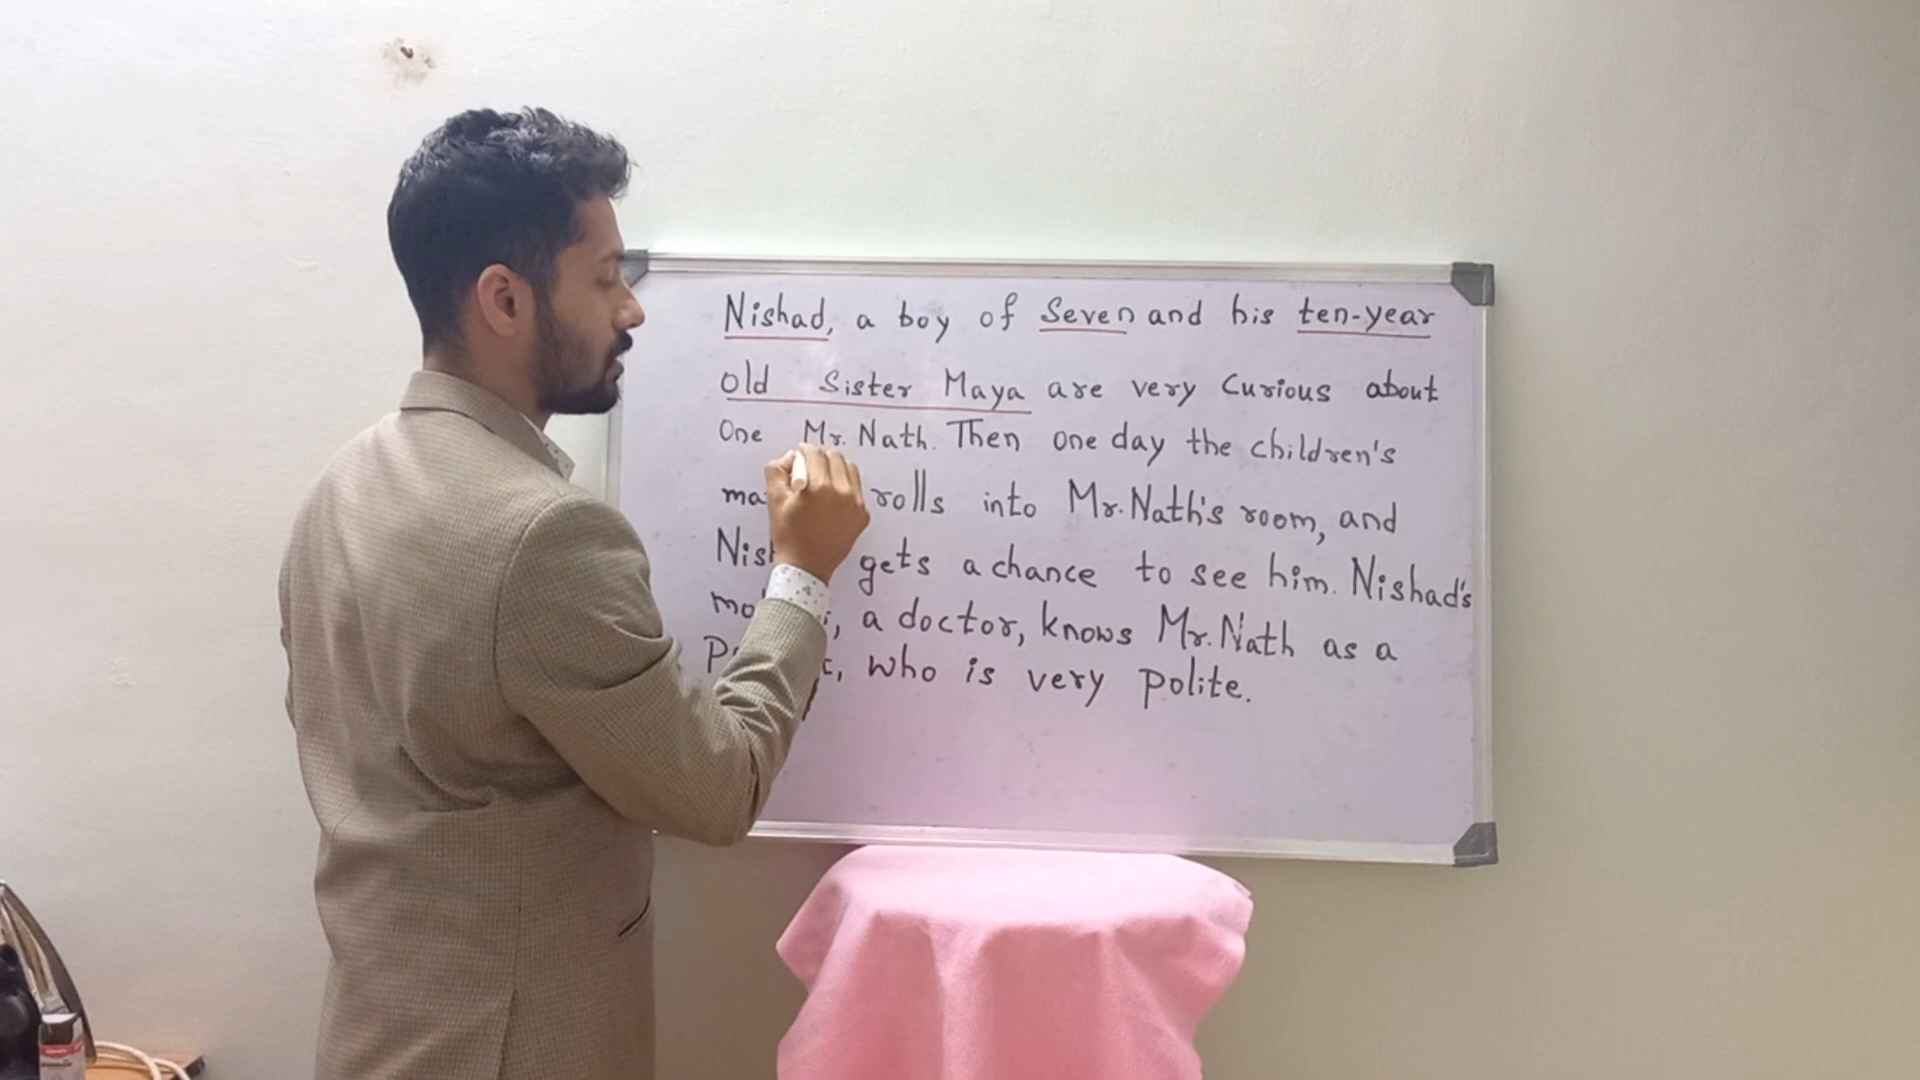 Nishad, a boy of Seven and his ten-year
old Sister Maya are very Curious about
One Mr. Nath. Then one day the children's
rolls into Mr. Nath's room, and
gets a chance to see him. Nishad's
a doctor, knows Mr. Nath as a
who is very polite.